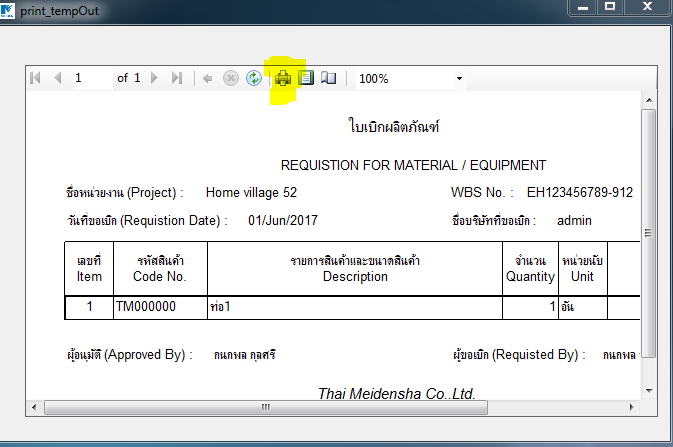 print_tempOut
1 of 1 100%
ใบเบิกผลิตภัณฑ์
REQUISTION FOR MATERIAL / EQUIPMENT
ชื่อหน่วยงาน (Project) : Home village 52 WBS No. : EH123456789-912
วันที่ขอเบิก (Requistion Date) : 01/Jun/2017 ชื่อบริษัทที่ขอเบิก : admin
เลขที่ รหัสสินค้า รายการสินค้าและขนาดสินค้า จำนวน หน่วยนับ
Item Code No. Description Quantity Unit
1 TM000000 ท่อ1 1 อัน
ผู้อนุมัติ (Approved By) : กนกพล กุลศรี ผู้ขอเบิก (Requisted By) : กนกพล
Thai Meidensha Co.,Ltd.